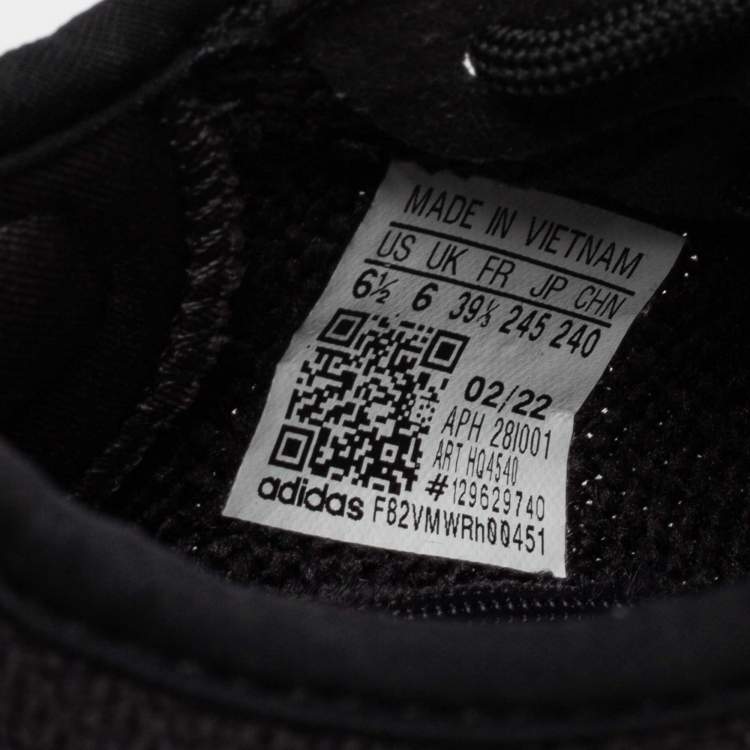 MADE IN VIETNAM
US UK FR JP CHN
6½ 6 39⅓ 245 240
02/22
APH 28I001
ART HQ4540
#129629740
adidas F82VMWRh00451